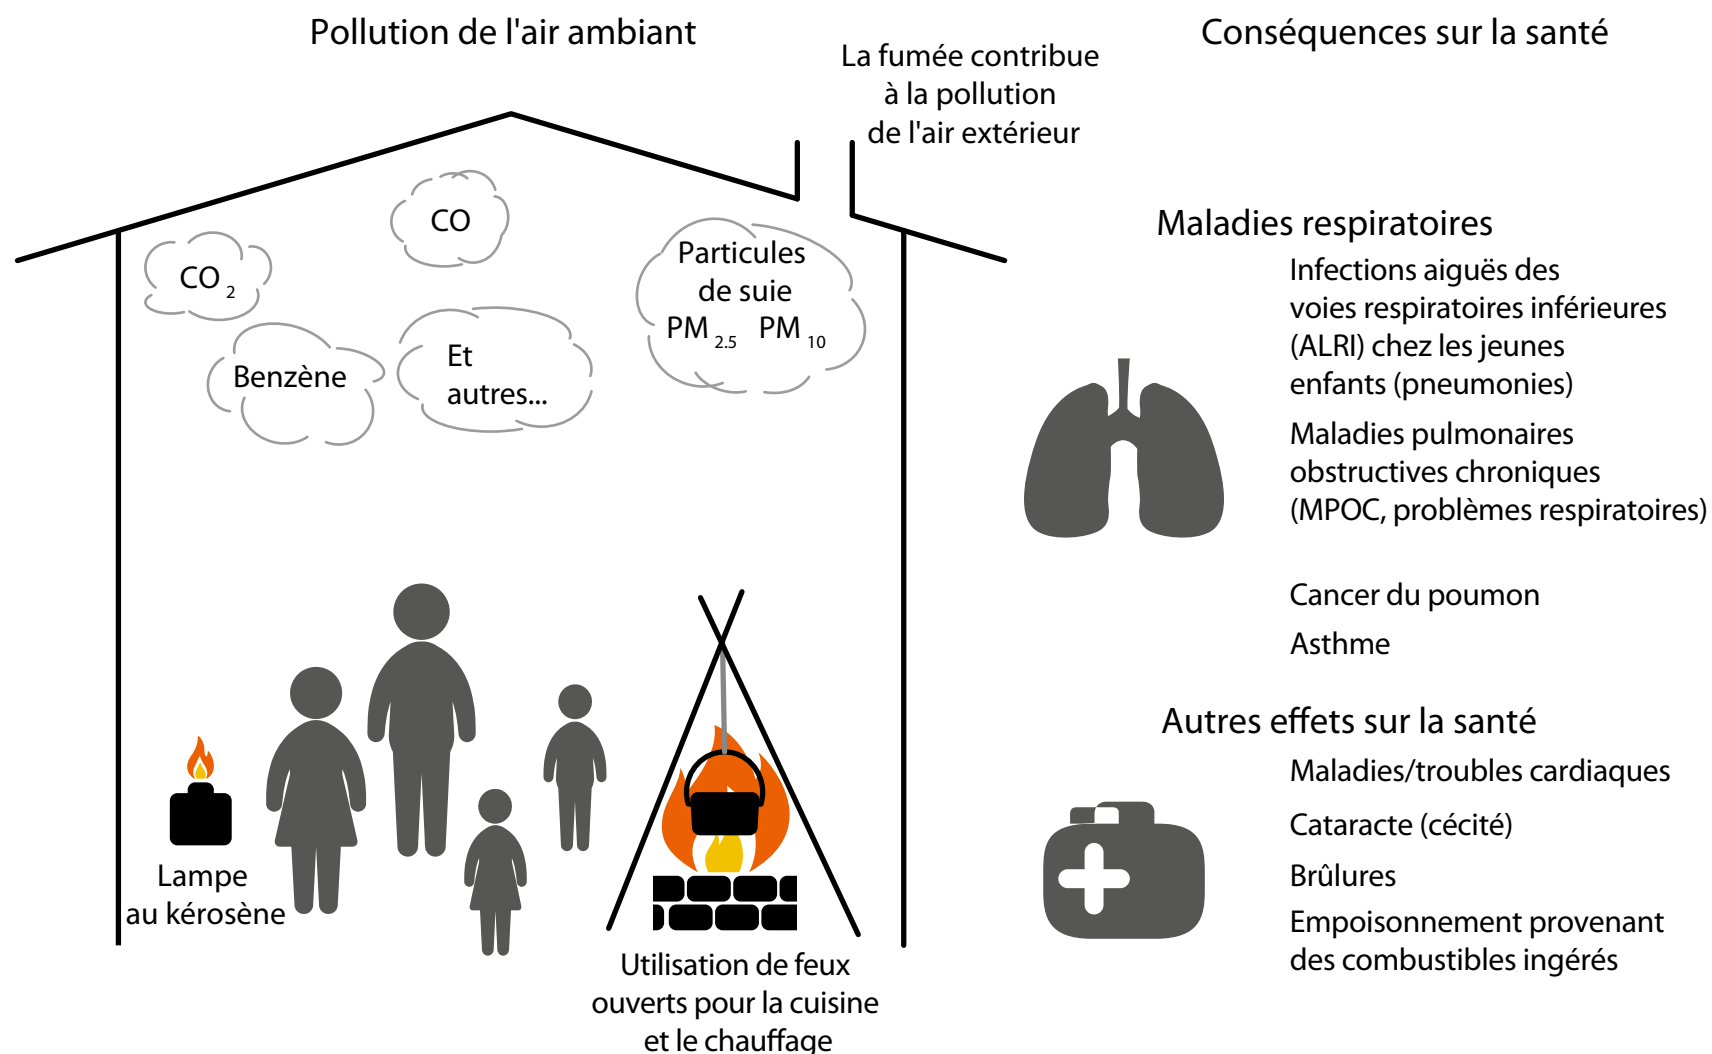 Pollution de l'air ambiant
La fumée contribue
à la pollution
de l'air extérieur
CO
CO 2
Particules
de suie
PM 2.5 PM 10
Benzène
Et
autres...
Lampe
au kérosène
Utilisation de feux
ouverts pour la cuisine
et le chauffage
Conséquences sur la santé
Maladies respiratoires
Infections aiguës des
voies respiratoires inférieures
(ALRI) chez les jeunes
enfants (pneumonies)
Maladies pulmonaires
obstructives chroniques
(MPOC, problèmes respiratoires)
Cancer du poumon
Asthme
Autres effets sur la santé
Maladies/troubles cardiaques
Cataracte (cécité)
Brûlures
Empoisonnement provenant
des combustibles ingérés